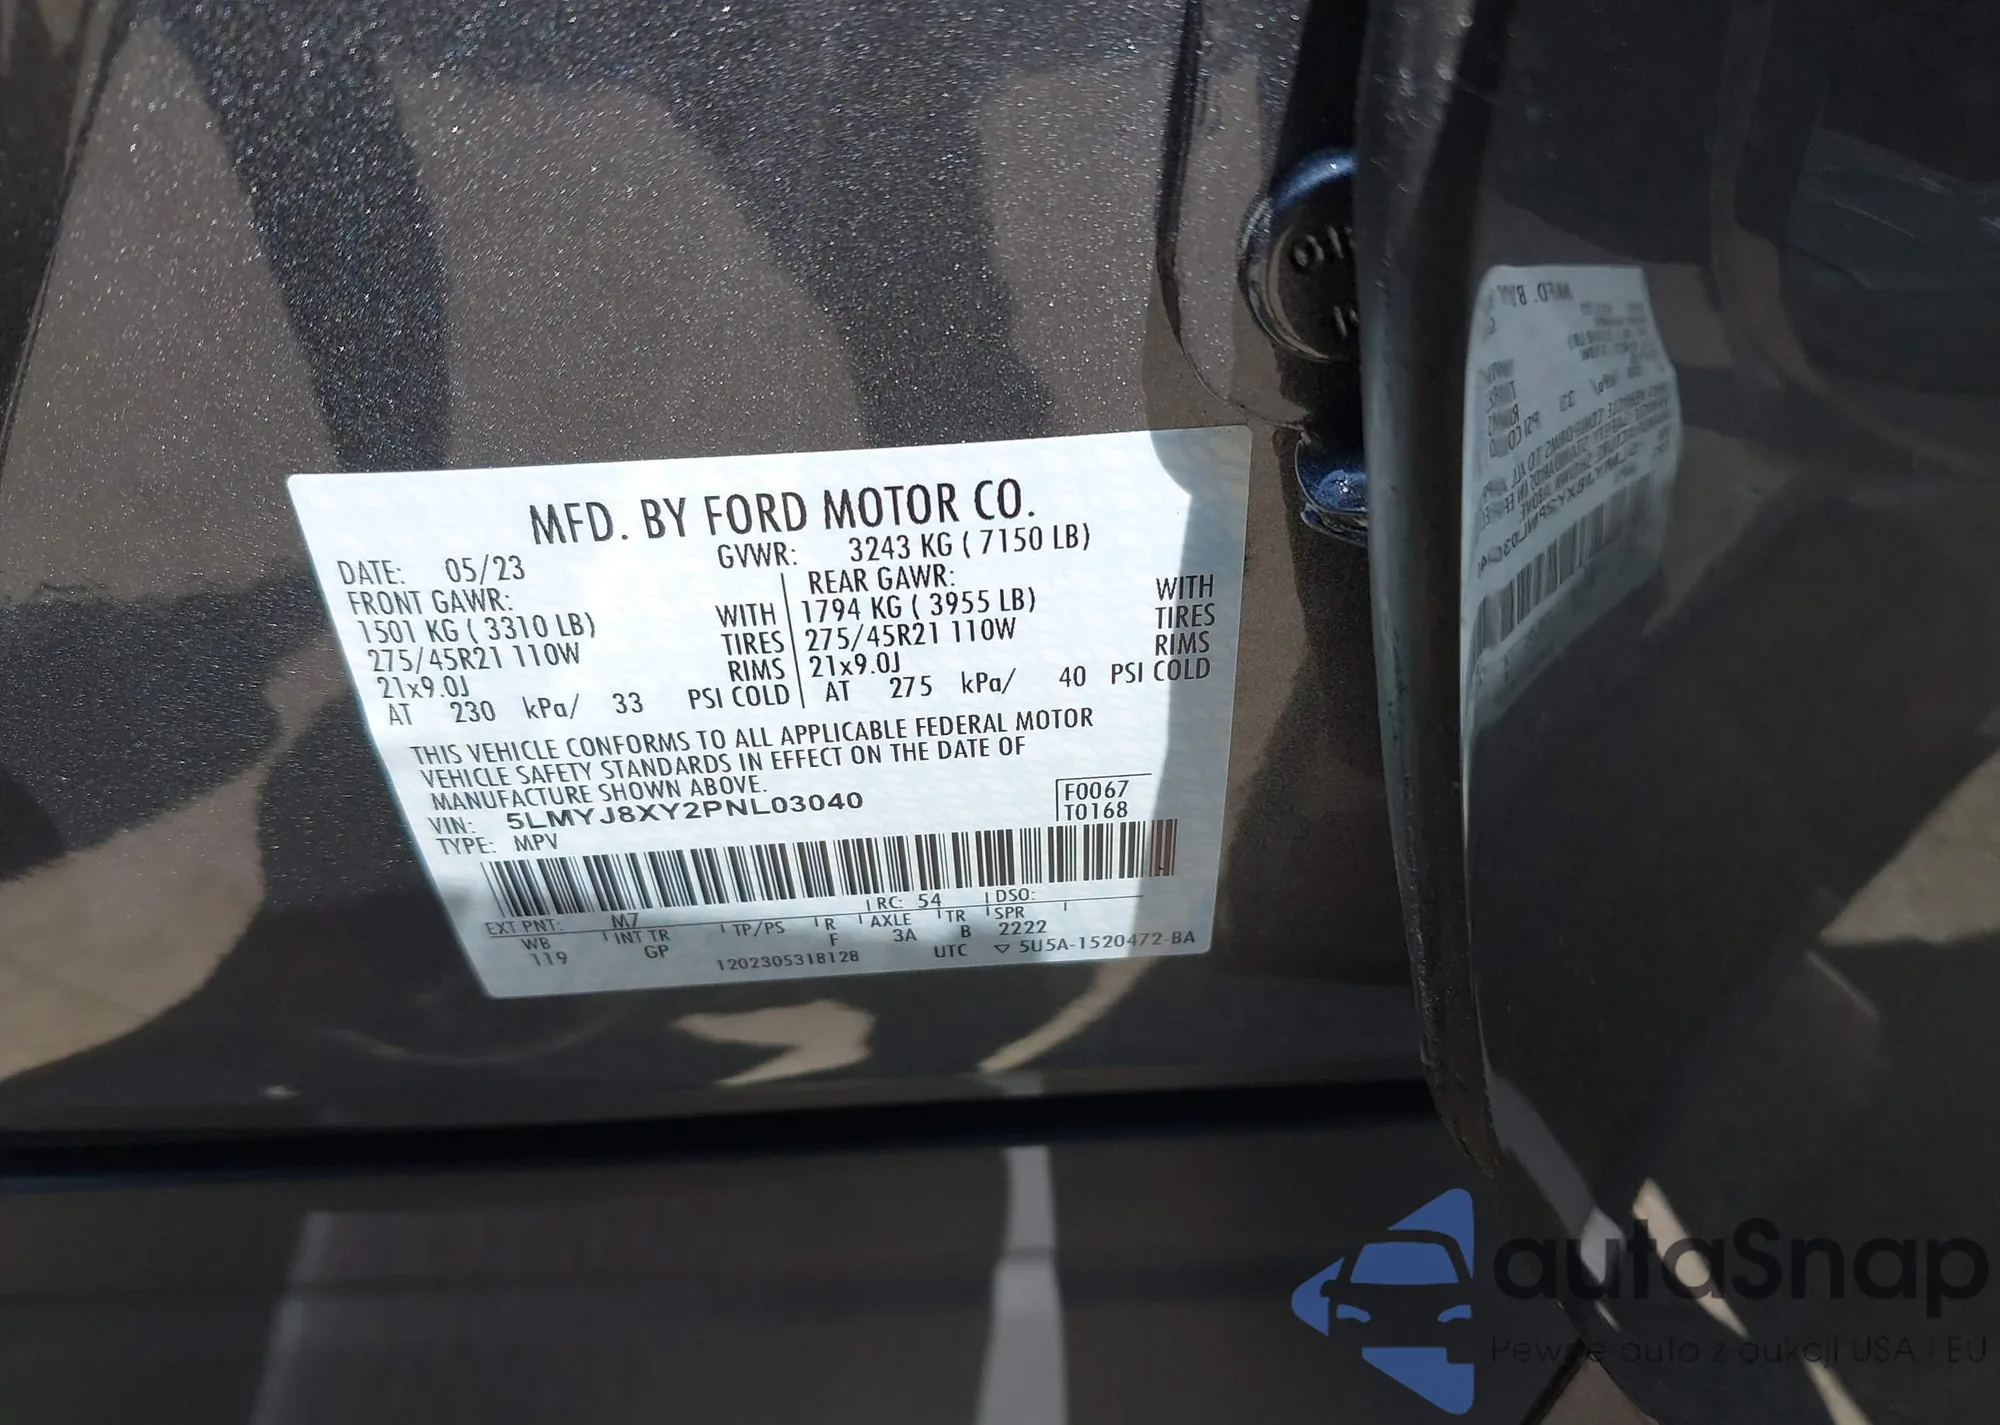 MFD. BY FORD MOTOR CO.
DATE: 05/23 GVWR: 3243 KG ( 7150 LB)
FRONT GAWR: REAR GAWR:
1501 KG ( 3310 LB) WITH 1794 KG ( 3955 LB) WITH
275/45R21 110W TIRES 275/45R21 110W TIRES
21x9.0J RIMS 21x9.0J RIMS
AT 230 kPa/ 33 PSI COLD AT 275 kPa/ 40 PSI COLD
THIS VEHICLE CONFORMS TO ALL APPLICABLE FEDERAL MOTOR
VEHICLE SAFETY STANDARDS IN EFFECT ON THE DATE OF
MANUFACTURE SHOWN ABOVE.
VIN: 5LMYJ8XY2PNL03040 F0067
TYPE: MPV T0168
EXT PNT: M7 RC: 54 DSO:
WB INT TR TP/PS R AXLE TR SPR
119 GP F 3A B 2222
1202305318128 UTC ▽ 5U5A-1520472-BA
autaSnap
Pewne auta z aukcji USA i EU